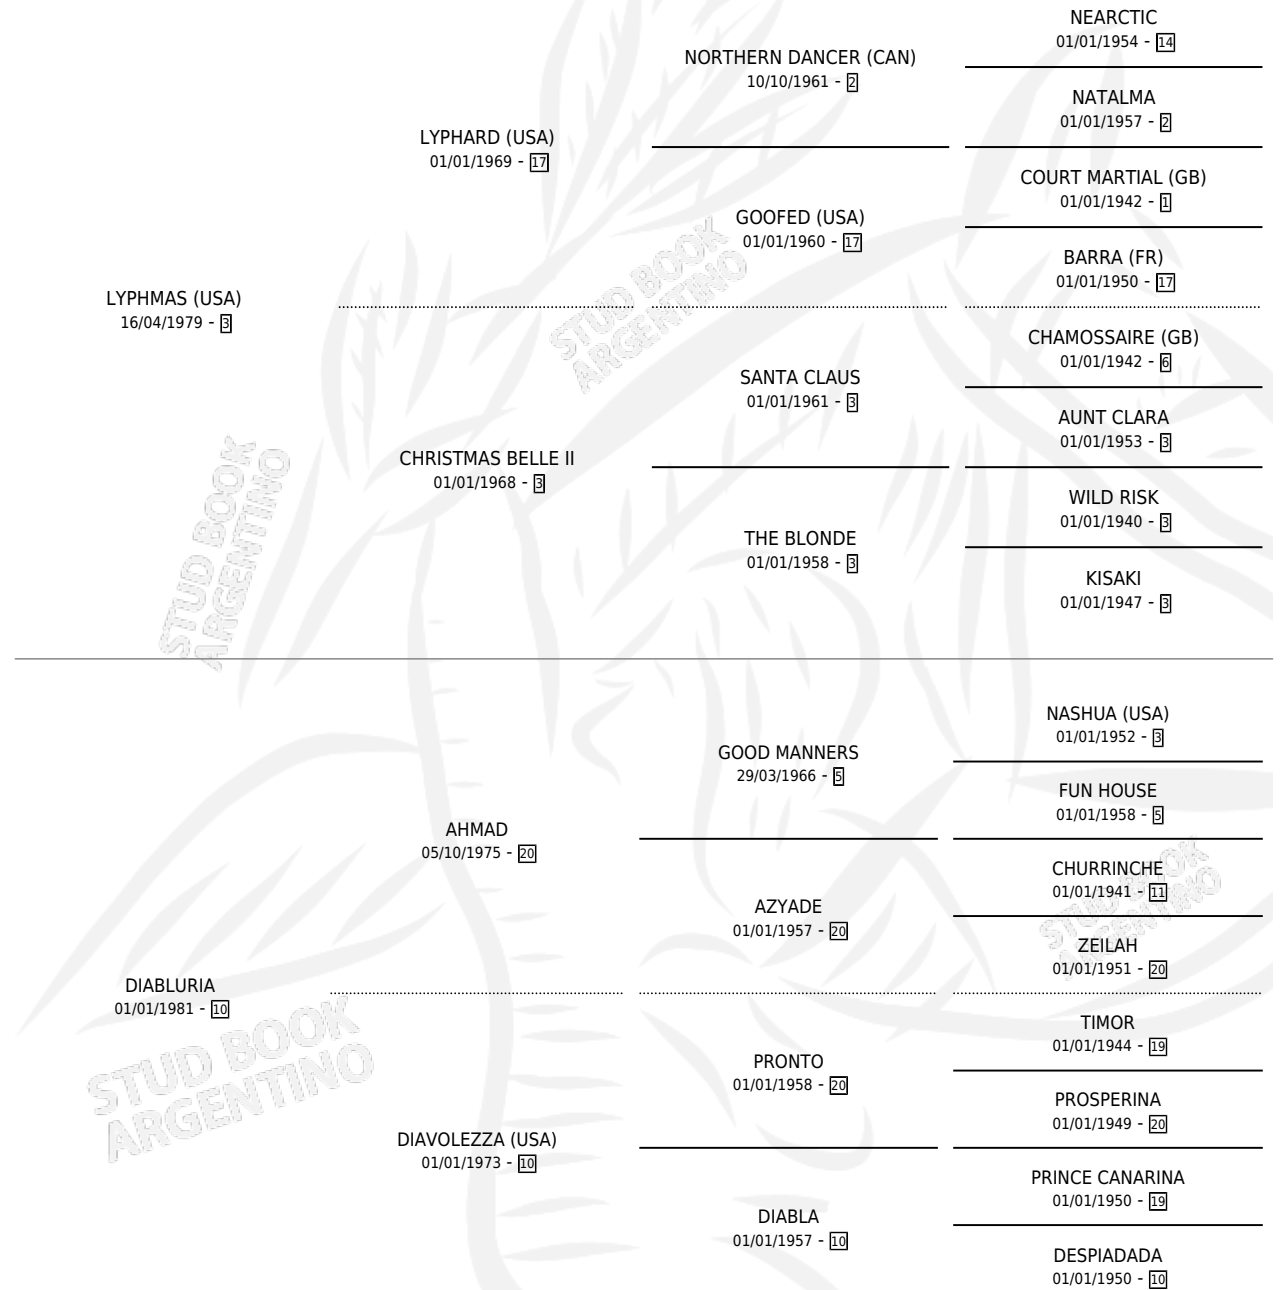 NEARCTIC
01/01/1954 - 14
NORTHERN DANCER (CAN)
10/10/1961 - 2
NATALMA
01/01/1957 - 2
LYPHARD (USA)
01/01/1969 - 17
COURT MARTIAL (GB)
01/01/1942 - 1
GOOFED (USA)
01/01/1960 - 17
BARRA (FR)
01/01/1950 - 17
LYPHMAS (USA)
16/04/1979 - 3
STUD BOOK
ARGENTINO
CHAMOSSAIRE (GB)
01/01/1942 - 6
SANTA CLAUS
01/01/1961 - 3
AUNT CLARA
01/01/1953 - 3
CHRISTMAS BELLE II
01/01/1968 - 3
WILD RISK
01/01/1940 - 3
THE BLONDE
01/01/1958 - 3
KISAKI
01/01/1947 - 3
STUD BOOK
ARGENTINO
NASHUA (USA)
01/01/1952 - 3
GOOD MANNERS
29/03/1966 - 5
FUN HOUSE
01/01/1958 - 5
AHMAD
05/10/1975 - 20
CHURRINCHE
01/01/1941 - 11
AZYADE
01/01/1957 - 20
STUD BOOK
ARGENTINO
ZEILAH
01/01/1951 - 20
DIABLURIA
01/01/1981 - 10
TIMOR
01/01/1944 - 19
PRONTO
01/01/1958 - 20
STUD BOOK
ARGENTINO
PROSPERINA
01/01/1949 - 20
DIAVOLEZZA (USA)
01/01/1973 - 10
PRINCE CANARINA
01/01/1950 - 19
DIABLA
01/01/1957 - 10
DESPIADADA
01/01/1950 - 10